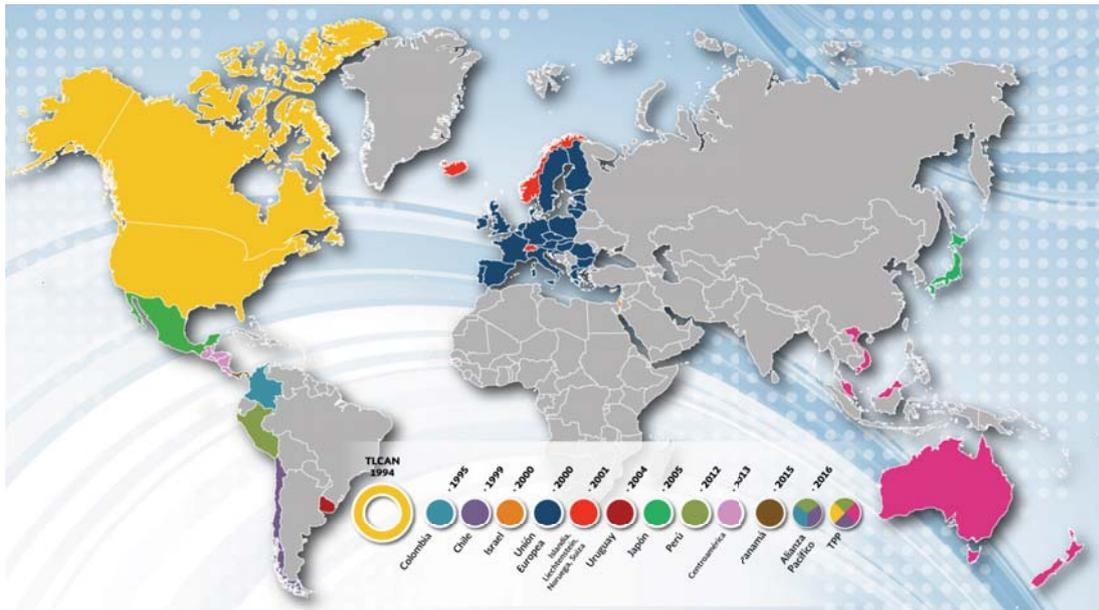 TLCAN
1994
· 1995
· 1999
· 2000
· 2000
· 2001
· 2004
· 2005
· 2012
· 2013
· 2015
· 2016
Colombia
Chile
Israel
Unión
Europea
Islandia,
Liechtenstein,
Noruega, Suiza
Uruguay
Japón
Perú
Centroamérica
Panamá
Alianza
Pacífico
TPP